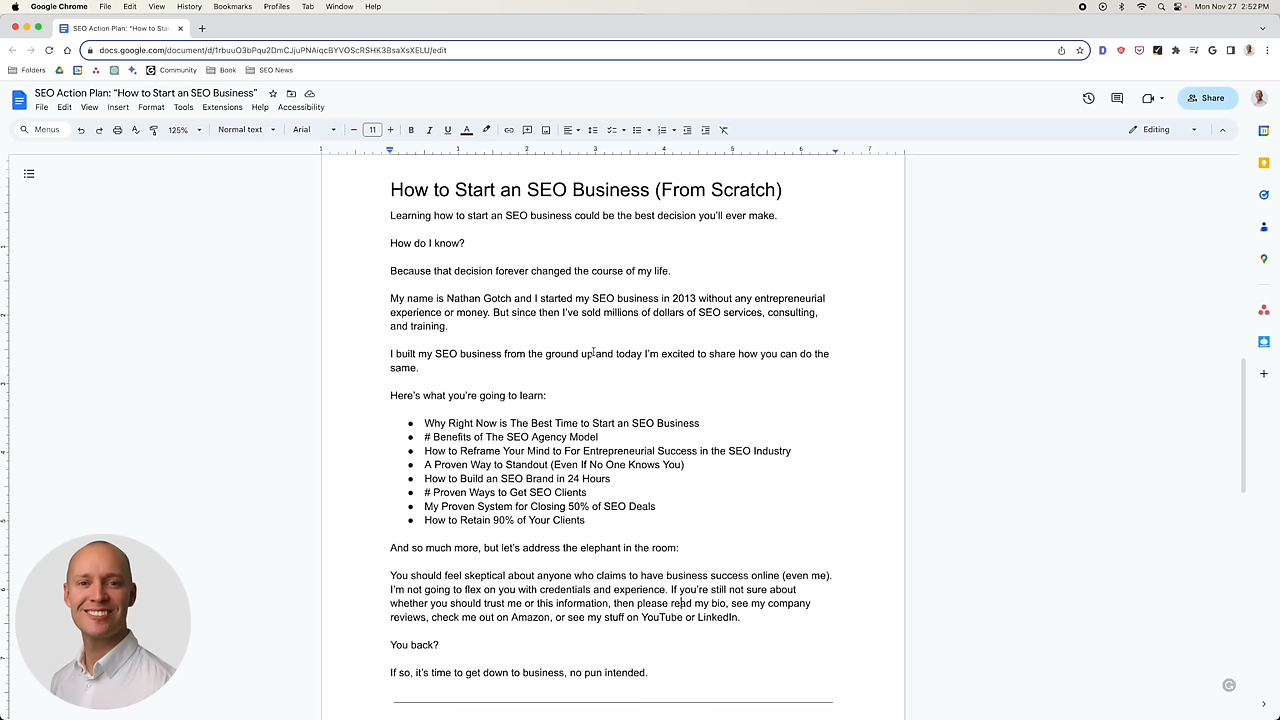 Google Chrome File Edit View History Bookmarks Profiles Tab Window Help Mon Nov 27 2:52PM
SEO Action Plan: "How to Sta
docs.google.com/document/d/1rbuuO3bPqu2DmCJjuPNAiqcBYVOScRSHK3BsaXsXELU/edit
Folders Community Book SEO News
SEO Action Plan: “How to Start an SEO Business”
File Edit View Insert Format Tools Extensions Help Accessibility
Share
Menus 125% Normal text Arial 11 Editing
1 1 2 3 4 5 6 7
How to Start an SEO Business (From Scratch)
Learning how to start an SEO business could be the best decision you’ll ever make.
How do I know?
Because that decision forever changed the course of my life.
My name is Nathan Gotch and I started my SEO business in 2013 without any entrepreneurial
experience or money. But since then I’ve sold millions of dollars of SEO services, consulting,
and training.
I built my SEO business from the ground up and today I’m excited to share how you can do the
same.
Here’s what you’re going to learn:
● Why Right Now is The Best Time to Start an SEO Business
● # Benefits of The SEO Agency Model
● How to Reframe Your Mind to For Entrepreneurial Success in the SEO Industry
● A Proven Way to Standout (Even If No One Knows You)
● How to Build an SEO Brand in 24 Hours
● # Proven Ways to Get SEO Clients
● My Proven System for Closing 50% of SEO Deals
● How to Retain 90% of Your Clients
And so much more, but let’s address the elephant in the room:
You should feel skeptical about anyone who claims to have business success online (even me).
I’m not going to flex on you with credentials and experience. If you’re still not sure about
whether you should trust me or this information, then please read my bio, see my company
reviews, check me out on Amazon, or see my stuff on YouTube or LinkedIn.
You back?
If so, it’s time to get down to business, no pun intended.